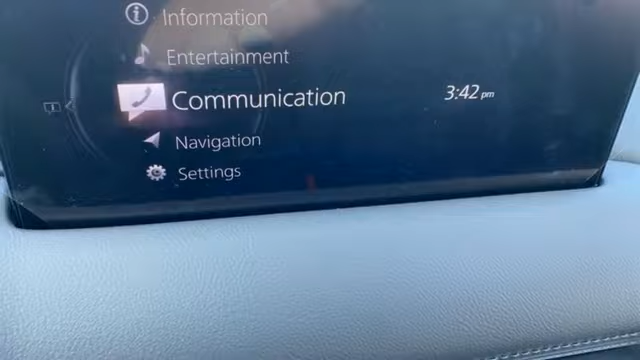 Information
Entertainment
Communication
3:42 pm
Navigation
Settings